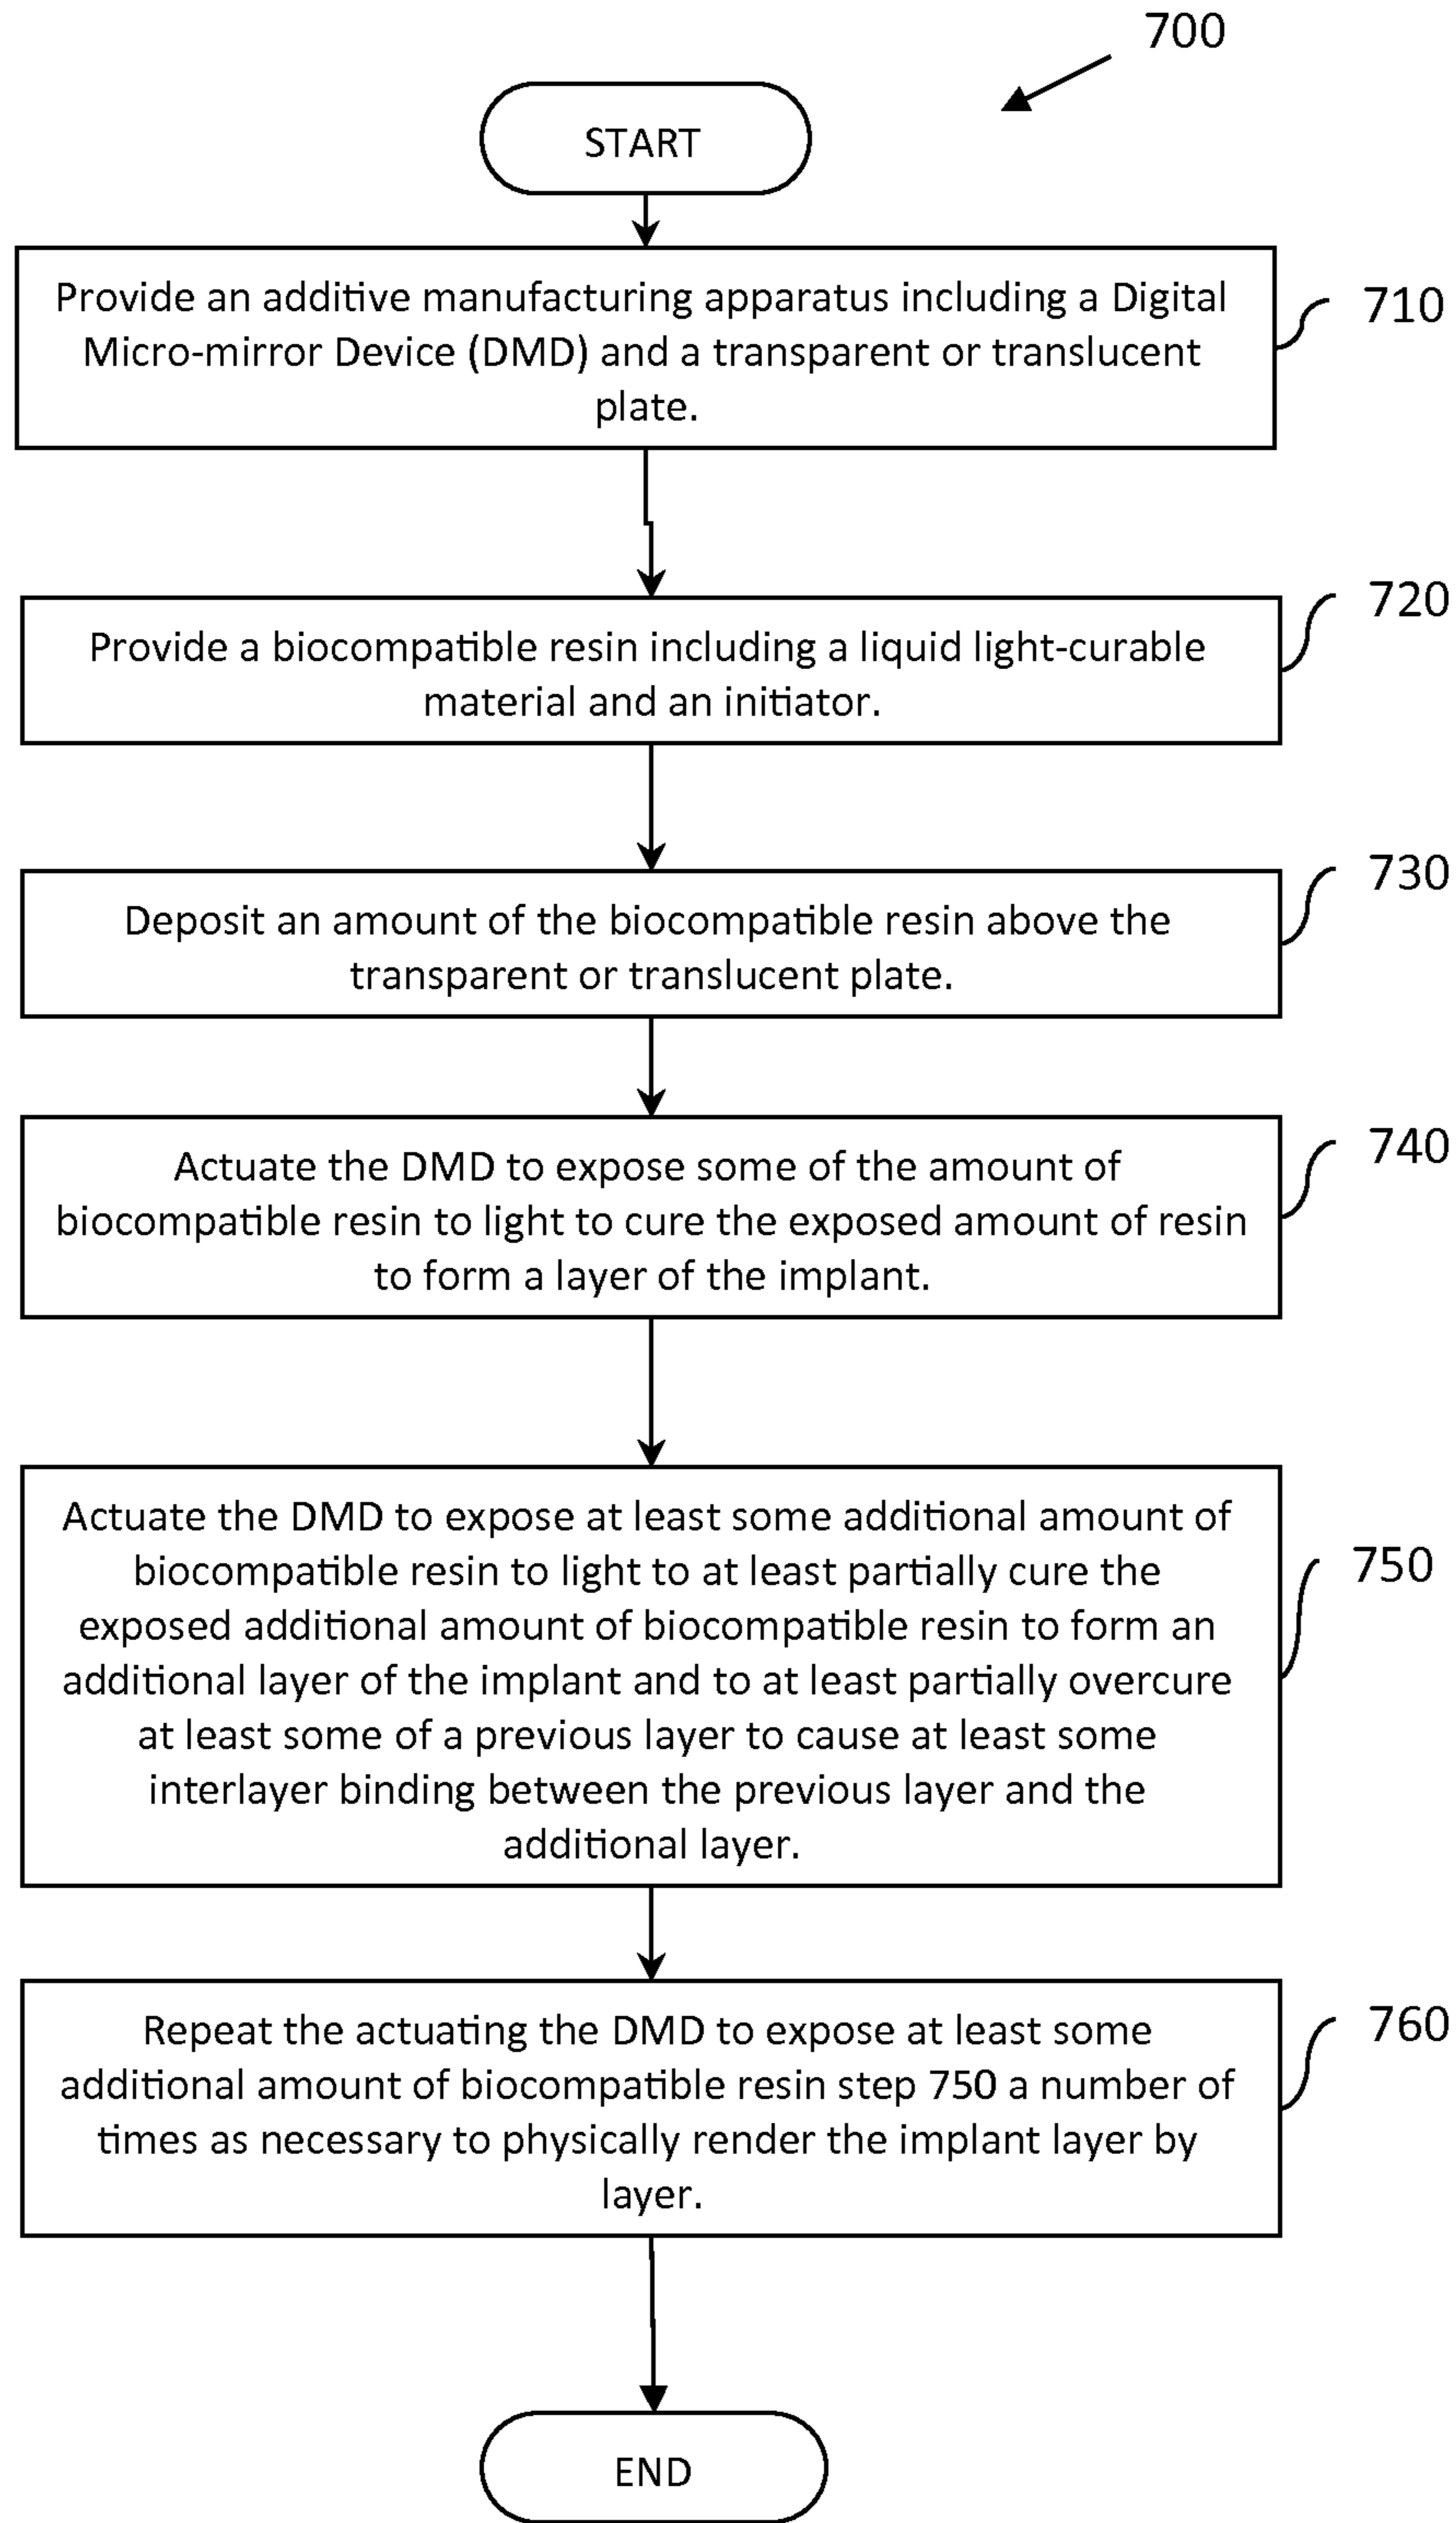 700
START
Provide an additive manufacturing apparatus including a Digital
Micro-mirror Device (DMD) and a transparent or translucent
plate.
710
Provide a biocompatible resin including a liquid light-curable
material and an initiator.
720
Deposit an amount of the biocompatible resin above the
transparent or translucent plate.
730
Actuate the DMD to expose some of the amount of
biocompatible resin to light to cure the exposed amount of resin
to form a layer of the implant.
740
Actuate the DMD to expose at least some additional amount of
biocompatible resin to light to at least partially cure the
exposed additional amount of biocompatible resin to form an
additional layer of the implant and to at least partially overcure
at least some of a previous layer to cause at least some
interlayer binding between the previous layer and the
additional layer.
750
Repeat the actuating the DMD to expose at least some
additional amount of biocompatible resin step 750 a number of
times as necessary to physically render the implant layer by
layer.
760
END